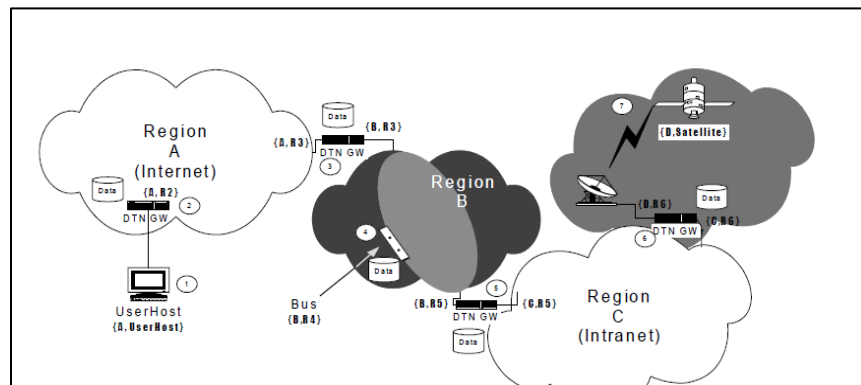 Region
A
(Internet)
Data
{A,R2}
DTN GW
2
1
UserHost
{A,UserHost}
Data
{A,R3}
{B,R3}
DTN GW
3
Region
B
4
Data
Bus
{B,R4}
{B,R5}
5
{C,R5}
DTN GW
Data
7
{D,Satellite}
Data
{D,R6}
{C,R6}
DTN GW
6
Region
C
(Intranet)